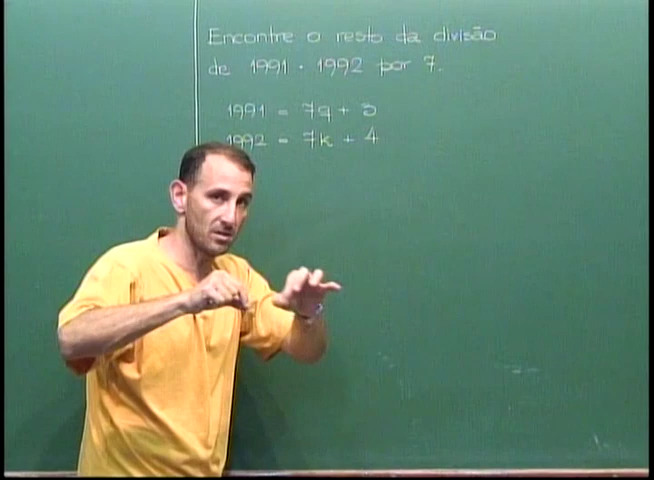 Encontre o resto da divisão
de 1991 . 1992 por 7.
1991 = 7q + 3
1992 = 7k + 4